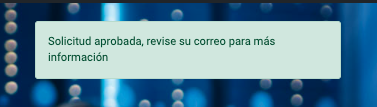 Solicitud aprobada, revise su correo para más
información